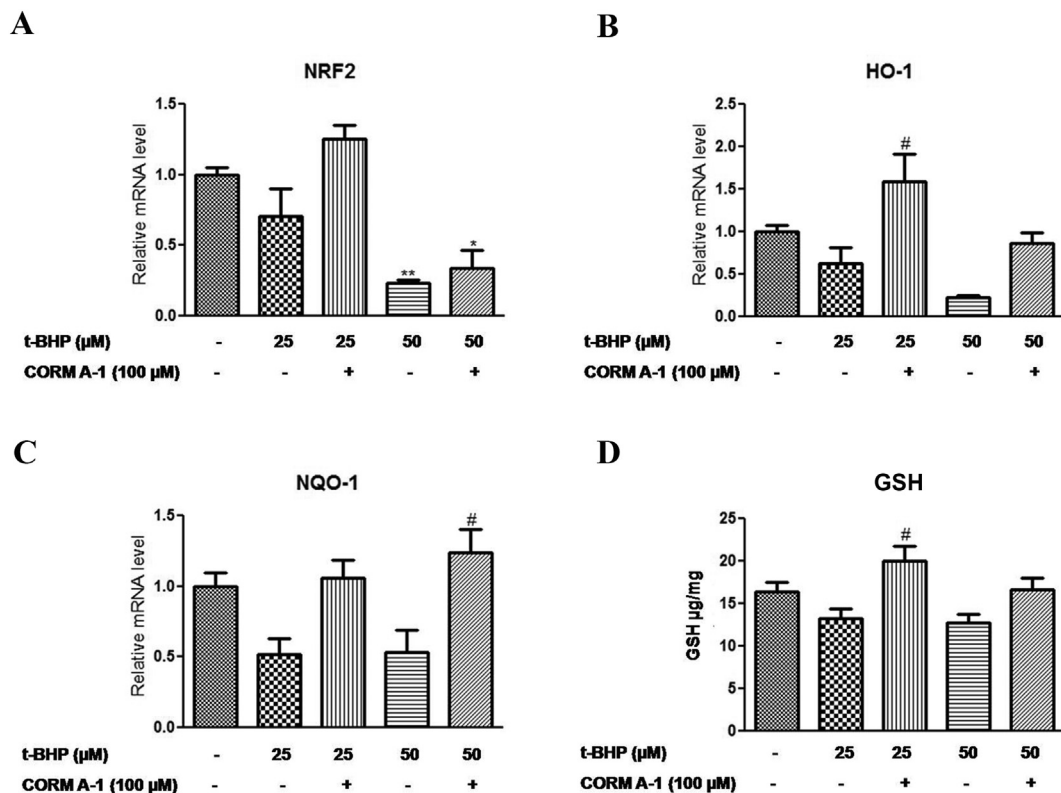 A
NRF2
Relative mRNA level
1.5
1.0
0.5
0.0
** *
t-BHP (µM) - 25 25 50 50
CORM A-1 (100 µM) - - + - +
B
HO-1
Relative mRNA level
2.5
2.0
1.5
1.0
0.5
0.0
#
t-BHP (µM) - 25 25 50 50
CORM A-1 (100 µM) - - + - +
C
NQO-1
Relative mRNA level
1.5
1.0
0.5
0.0
#
t-BHP (µM) - 25 25 50 50
CORM A-1 (100 µM) - - + - +
D
GSH
GSH µg/mg
25
20
15
10
5
0
#
t-BHP (µM) - 25 25 50 50
CORM A-1 (100 µM) - - + - +